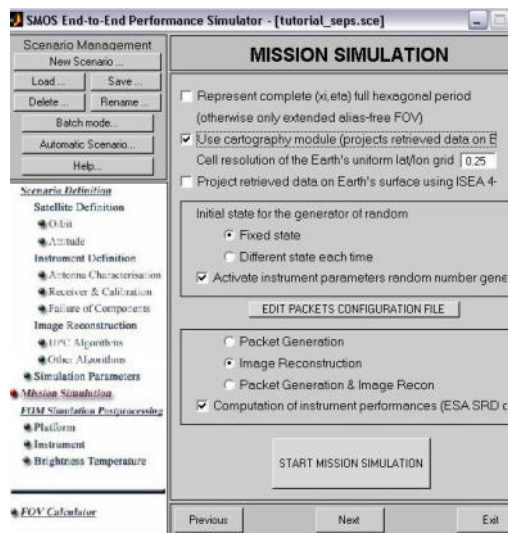 SMOS End-to-End Performance Simulator - [tutorial_seps.sce]
Scenario Management
New Scenario ...
Load ... Save ...
Delete ... Rename ...
Batch mode...
Automatic Scenario...
Help...
Scenario Definition
Satellite Definition
Orbit
Attitude
Instrument Definition
Antenna Characterisation
Receiver & Calibration
Failure of Components
Image Reconstruction
UPC Algorithms
Other Algorithms
Simulation Parameters
Mission Simulation
FOM Simulation Postprocessing
Platform
Instrument
Brightness Temperature
FOV Calculator
MISSION SIMULATION
Represent complete (xi,eta) full hexagonal period
(otherwise only extended alias-free FOV)
Use cartography module (projects retrieved data on E
Cell resolution of the Earth's uniform lat/lon grid 0.25
Project retrieved data on Earth's surface using ISEA 4-
Initial state for the generator of random
Fixed state
Different state each time
Activate instrument parameters random number gene
EDIT PACKETS CONFIGURATION FILE
Packet Generation
Image Reconstruction
Packet Generation & Image Recon
Computation of instrument performances (ESA SRD c
START MISSION SIMULATION
Previous Next Exit